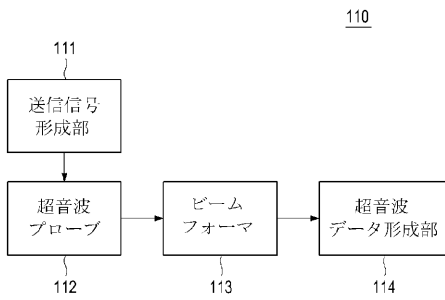 110
111
送信信号
形成部
超音波
プローブ
ビーム
フォーマ
超音波
データ形成部
112
113
114